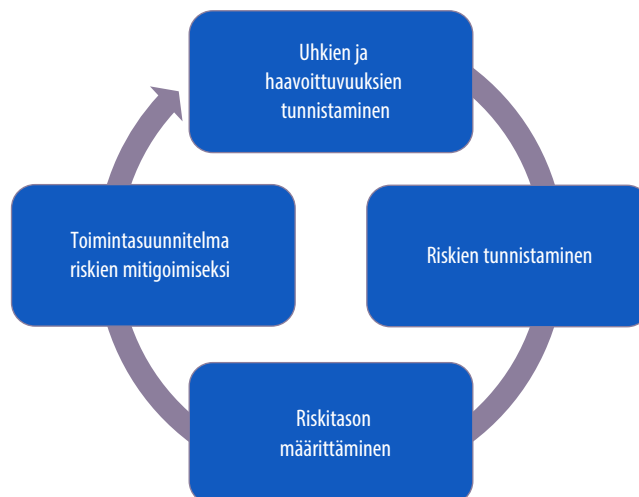 Uhkien ja
haavoittuvuuksien
tunnistaminen
Riskien tunnistaminen
Riskitason
määrittäminen
Toimintasuunnitelma
riskien mitigoimiseksi